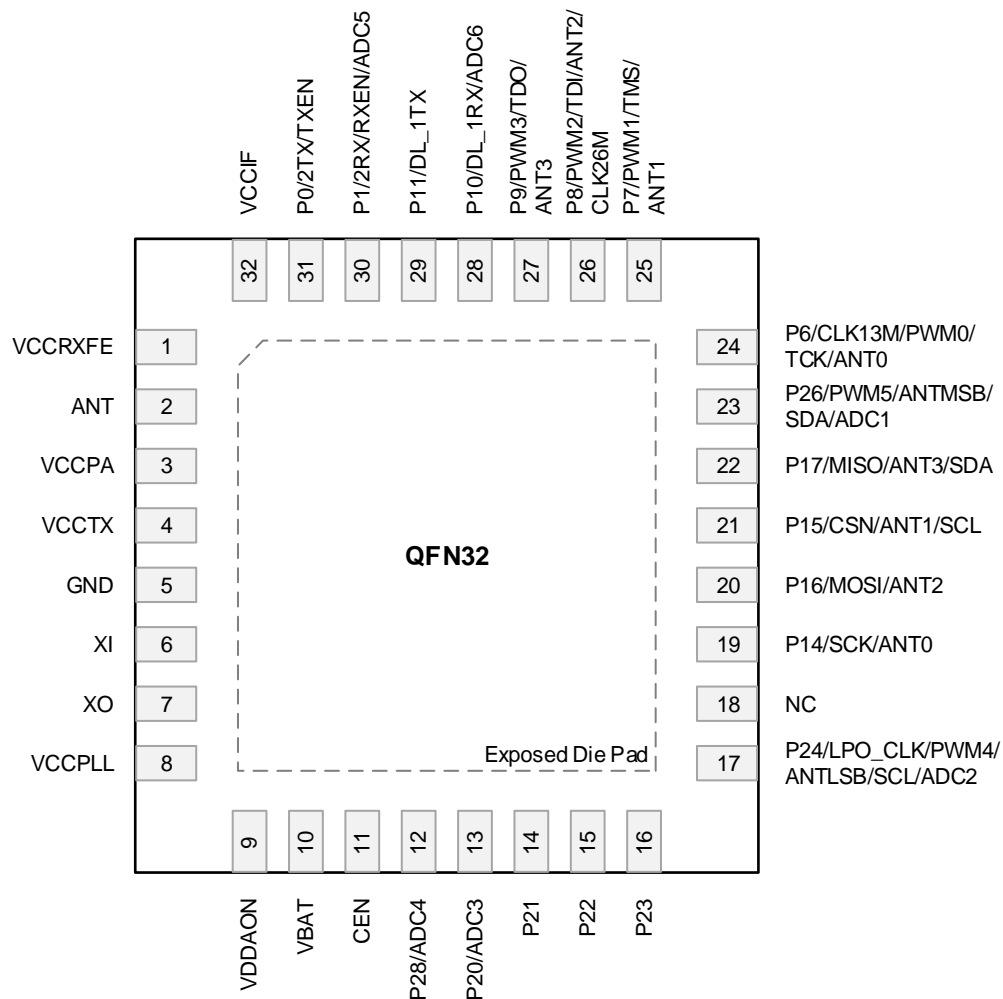 VCCIF
P0/2TX/TXEN
P1/2RX/RXEN/ADC5
P11/DL_1TX
P10/DL_1RX/ADC6
P9/PWM3/TDO/
ANT3
P8/PWM2/TDI/ANT2/
CLK26M
P7/PWM1/TMS/
ANT1
32
31
30
29
28
27
26
25
VCCRXFE
1
ANT
2
VCCPA
3
VCCTX
4
GND
5
XI
6
XO
7
VCCPLL
8
QFN32
Exposed Die Pad
24
P6/CLK13M/PWM0/
TCK/ANT0
23
P26/PWM5/ANTMSB/
SDA/ADC1
22
P17/MISO/ANT3/SDA
21
P15/CSN/ANT1/SCL
20
P16/MOSI/ANT2
19
P14/SCK/ANT0
18
NC
17
P24/LPO_CLK/PWM4/
ANTLSB/SCL/ADC2
9
10
11
12
13
14
15
16
VDDAON
VBAT
CEN
P28/ADC4
P20/ADC3
P21
P22
P23